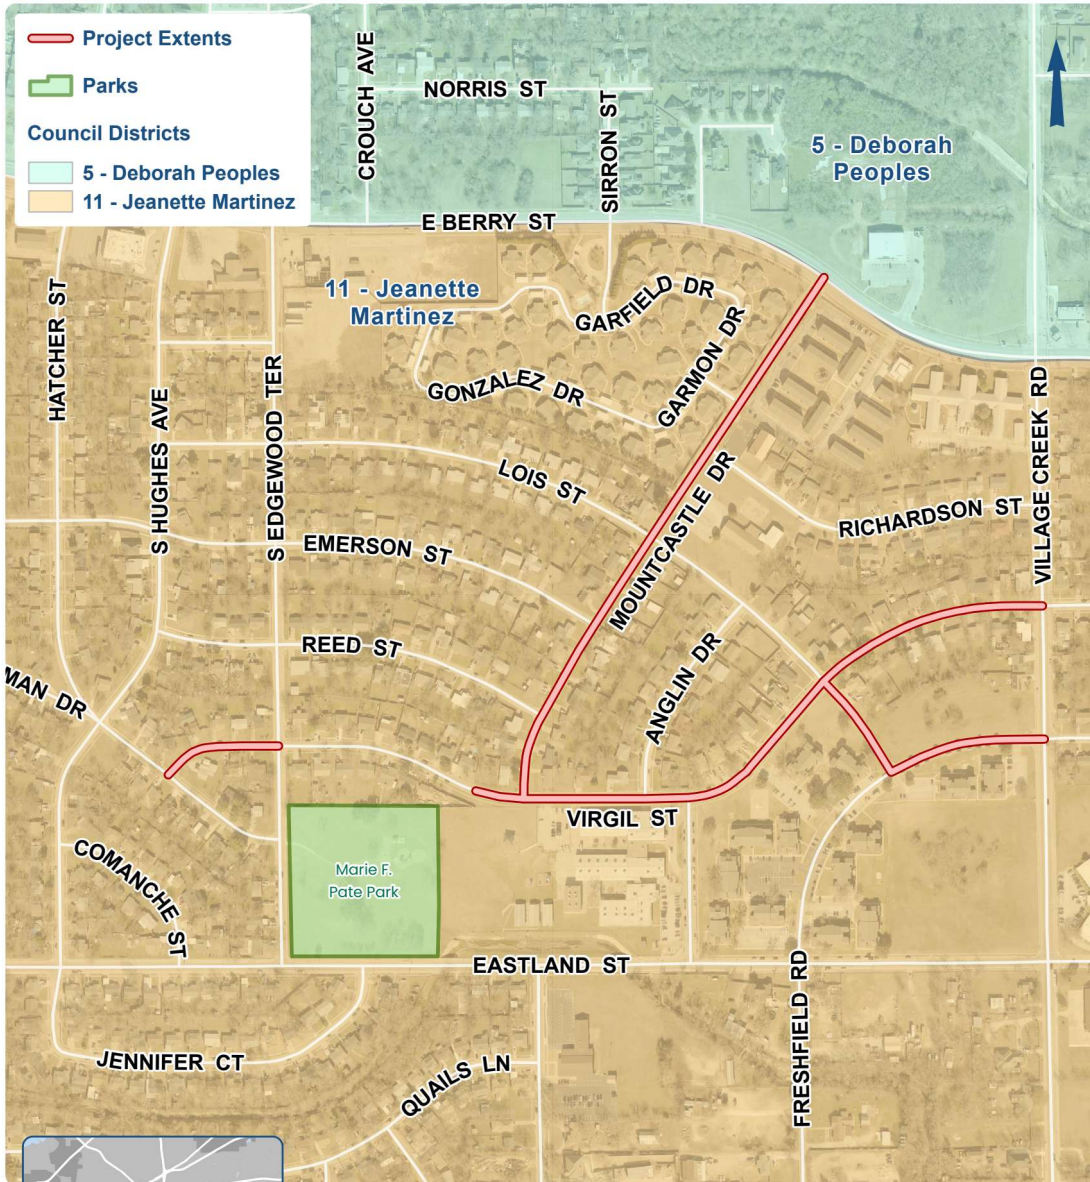 Project Extents
Parks
Council Districts
5 - Deborah Peoples
11 - Jeanette Martinez
CROUCH AVE
NORRIS ST
SIRRON ST
5 - Deborah
Peoples
E BERRY ST
11 - Jeanette
Martinez
GARFIELD DR
HATCHER ST
GONZALEZ DR
GARMON DR
S HUGHES AVE
S EDGEWOOD TER
VILLAGE CREEK RD
LOIS ST
MOUNTCASTLE DR
RICHARDSON ST
EMERSON ST
REED ST
ANGLIN DR
MAN DR
VIRGIL ST
COMANCHE ST
Marie F.
Pate Park
EASTLAND ST
FRESHFIELD RD
JENNIFER CT
QUAILS LN